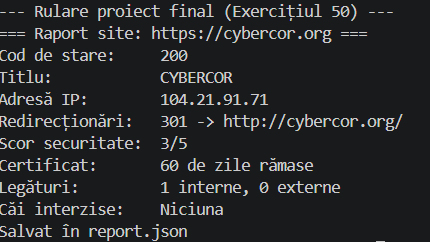 --- Rulare proiect final (Exercițiul 50) ---
=== Raport site: https://cybercor.org ===
Cod de stare:    200
Titlu:           CYBERCOR
Adresă IP:       104.21.91.71
Redirecționări:  301 -> http://cybercor.org/
Scor securitate: 3/5
Certificat:      60 de zile rămase
Legături:        1 interne, 0 externe
Căi interzise:   Niciuna
Salvat în report.json